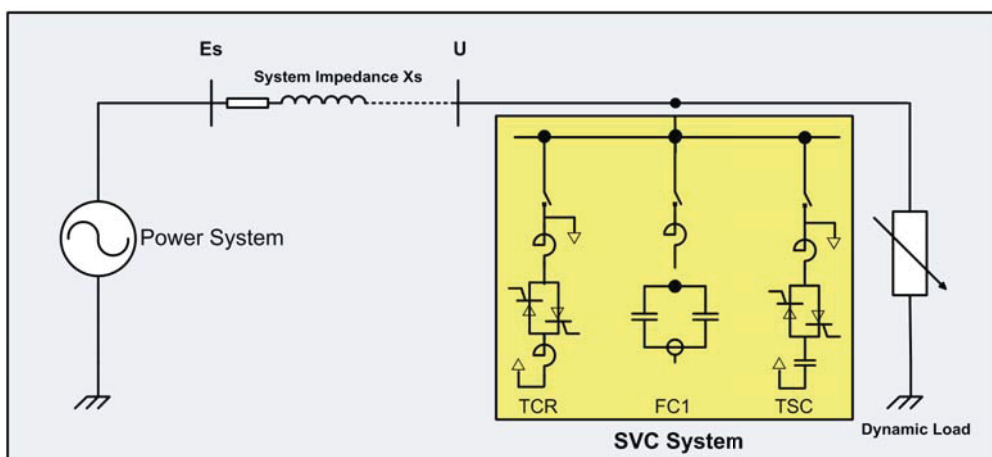 Es
U
System Impedance Xs
Power System
TCR
FC1
TSC
Dynamic Load
SVC System